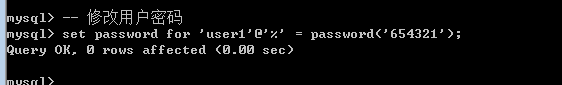 mysql> -- 修改用户密码
mysql> set password for 'user1'@'%' = password('654321');
Query OK, 0 rows affected (0.00 sec)
mysql>